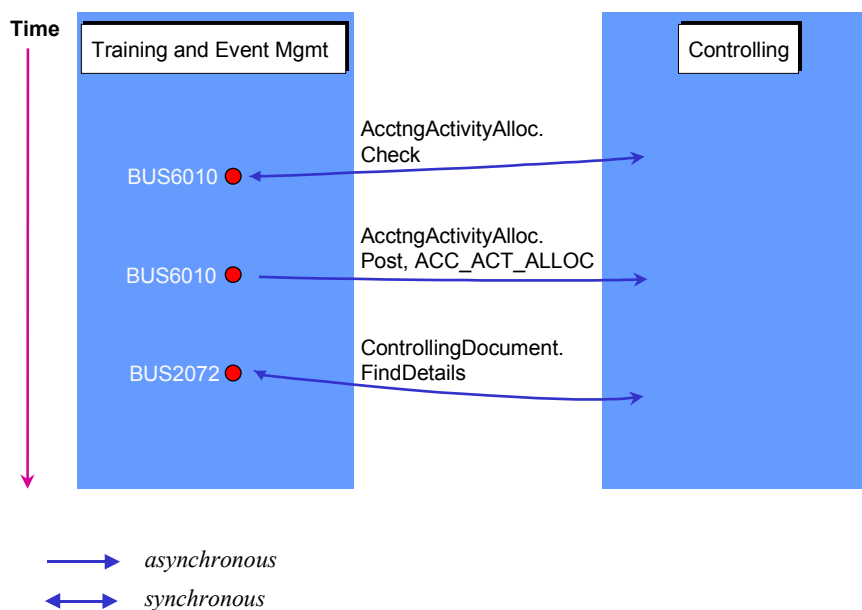 Time
Training and Event Mgmt
Controlling
AcctngActivityAlloc.
Check
BUS6010
AcctngActivityAlloc.
Post, ACC_ACT_ALLOC
BUS6010
ControllingDocument.
FindDetails
BUS2072
asynchronous
synchronous